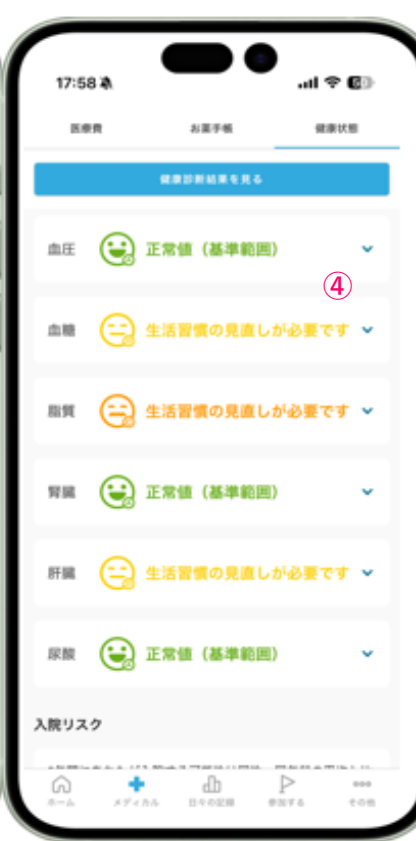 17:58
医療費 お薬手帳 健康状態
健康診断結果を見る
血圧 正常値（基準範囲）
④
血糖 生活習慣の見直しが必要です
脂質 生活習慣の見直しが必要です
腎臓 正常値（基準範囲）
肝臓 生活習慣の見直しが必要です
尿酸 正常値（基準範囲）
入院リスク
ホーム メディカル 日々の記録 参加する その他